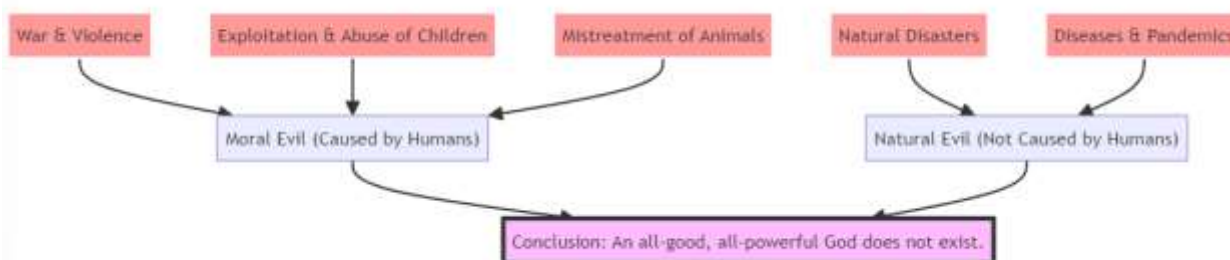 War & Violence
Exploitation & Abuse of Children
Mistreatment of Animals
Natural Disasters
Diseases & Pandemics
Moral Evil (Caused by Humans)
Natural Evil (Not Caused by Humans)
Conclusion: An all-good, all-powerful God does not exist.